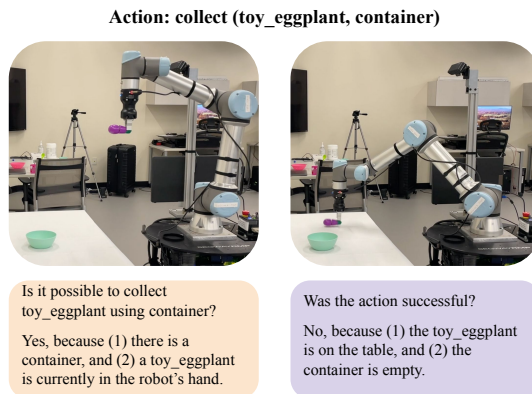 Action: collect (toy_eggplant, container)
Is it possible to collect
toy_eggplant using container?
Yes, because (1) there is a
container, and (2) a toy_eggplant
is currently in the robot's hand.
Was the action successful?
No, because (1) the toy_eggplant
is on the table, and (2) the
container is empty.